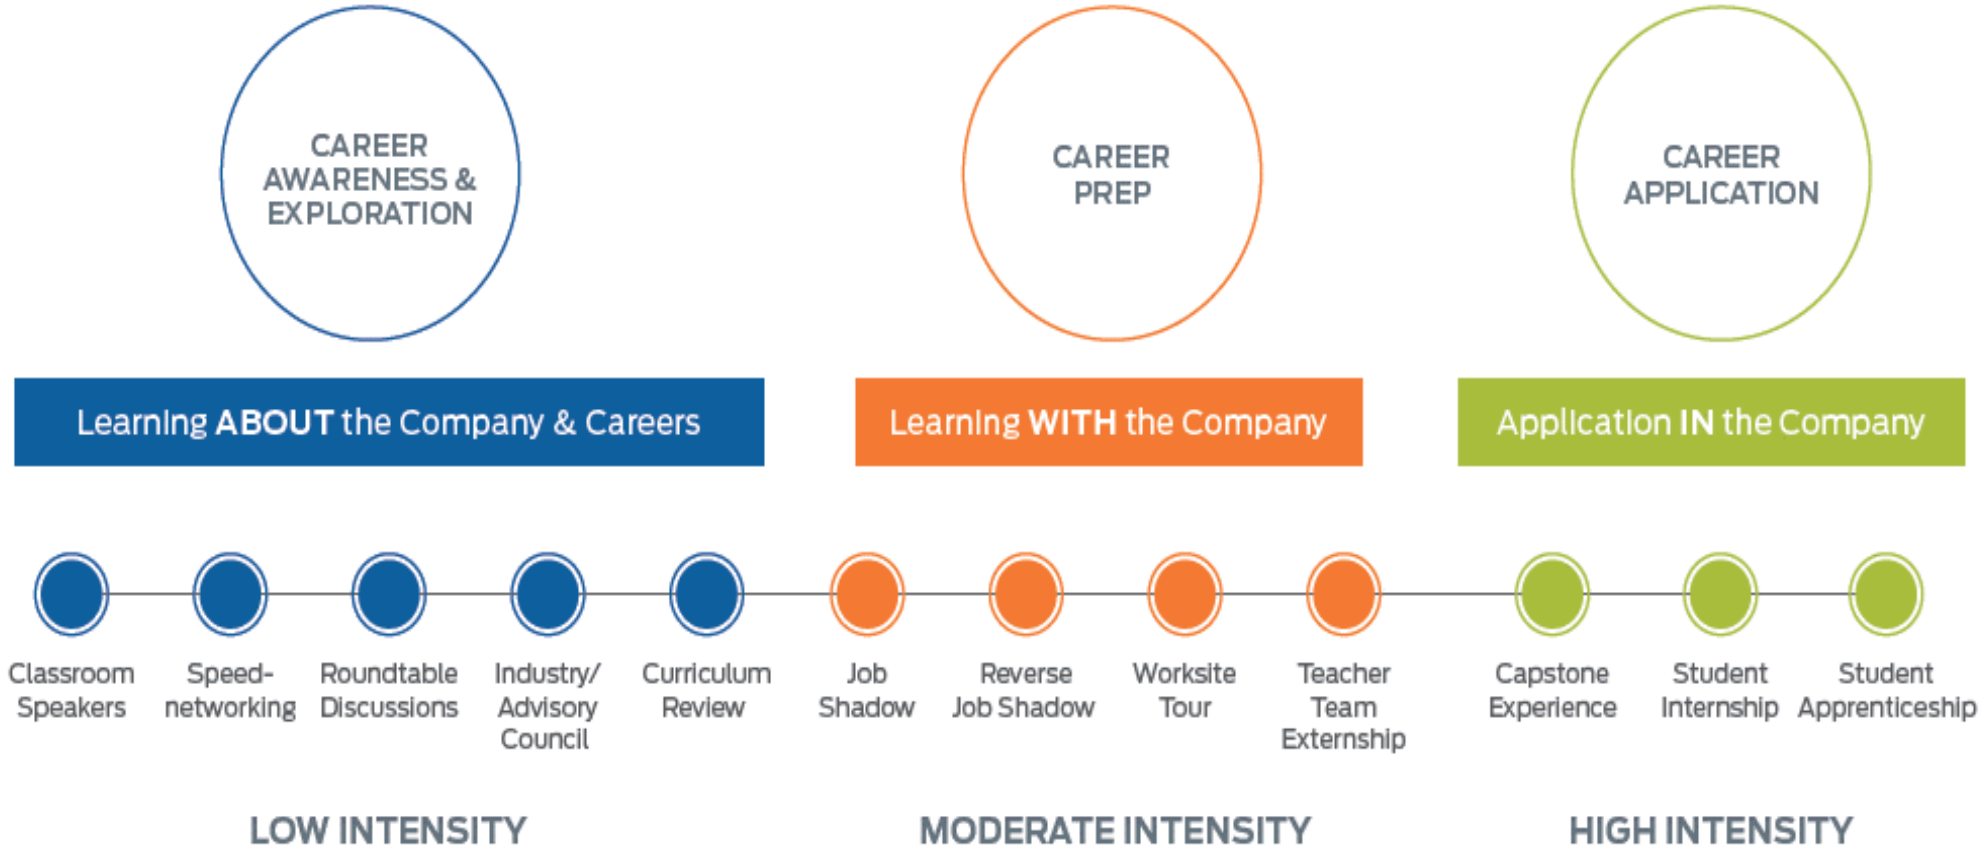 CAREER
AWARENESS &
EXPLORATION
CAREER
PREP
CAREER
APPLICATION
Learning ABOUT the Company & Careers
Learning WITH the Company
Application IN the Company
Classroom
Speakers
Speed-
networking
Roundtable
Discussions
Industry/
Advisory
Council
Curriculum
Review
Job
Shadow
Reverse
Job Shadow
Worksite
Tour
Teacher
Team
Externship
Capstone
Experience
Student
Internship
Student
Apprenticeship
LOW INTENSITY
MODERATE INTENSITY
HIGH INTENSITY